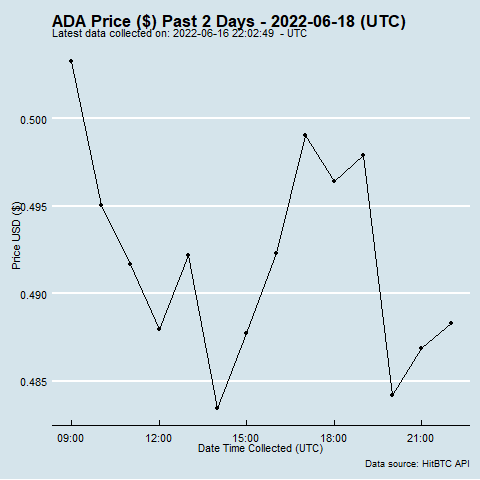 ADA Price ($) Past 2 Days - 2022-06-18 (UTC)
Latest data collected on: 2022-06-16 22:02:49 - UTC
0.500
0.495
0.490
0.485
Price USD ($)
09:00 12:00 15:00 18:00 21:00
Date Time Collected (UTC)
Data source: HitBTC API